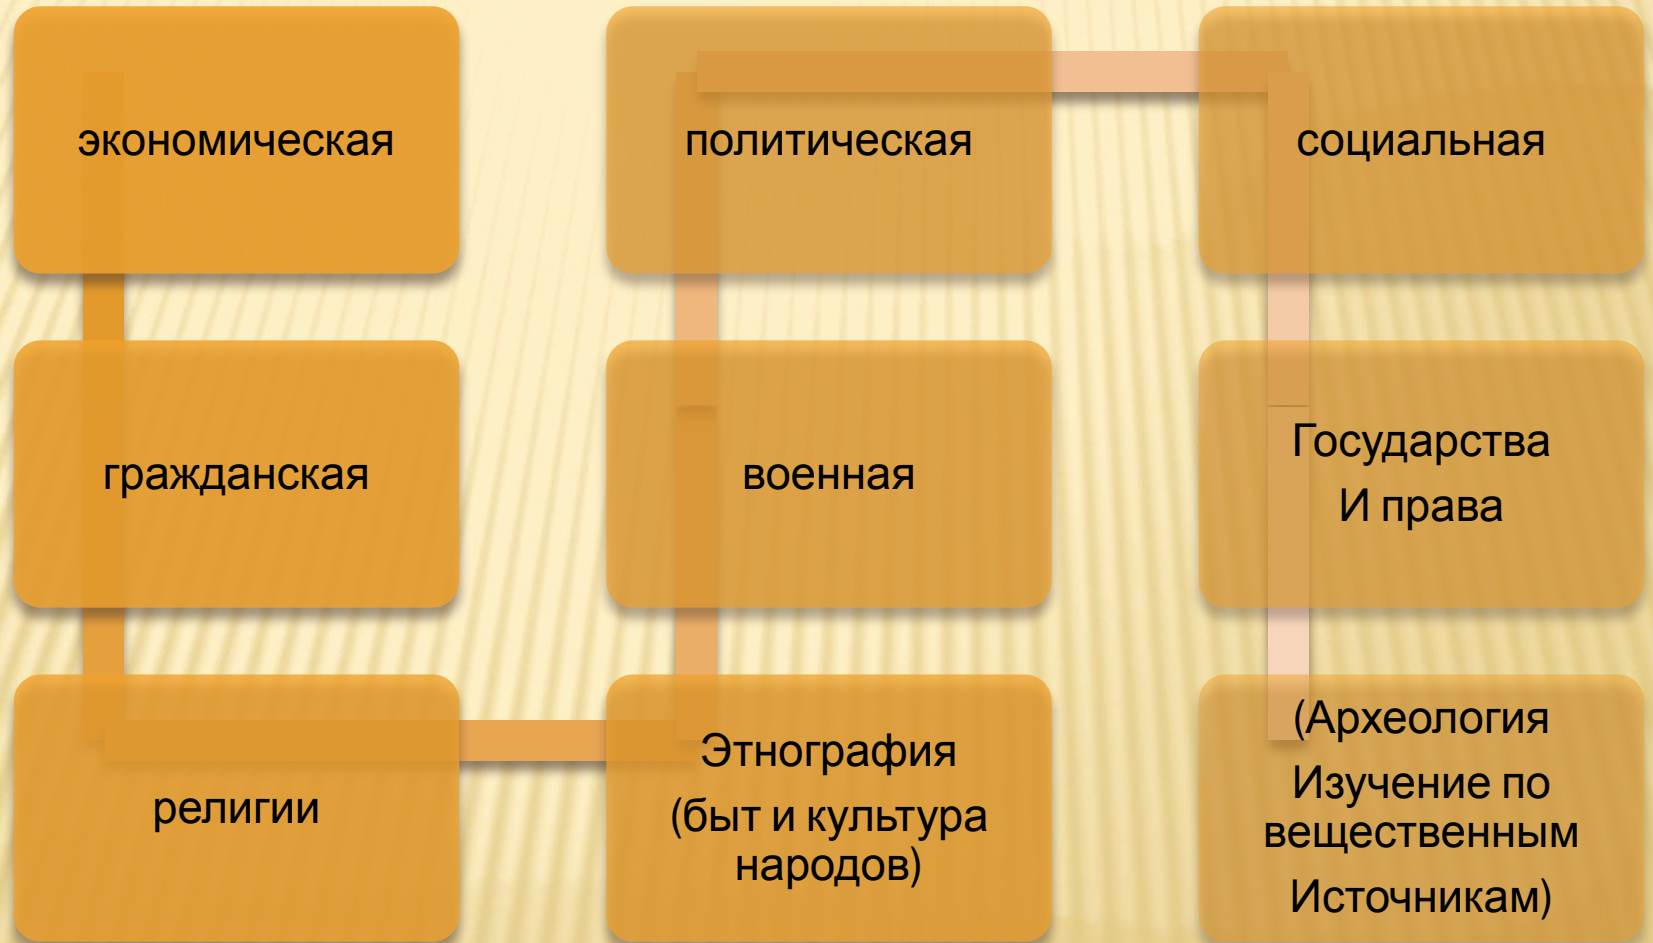 экономическая
политическая
социальная
гражданская
военная
Государства
И права
религии
Этнография
(быт и культура
народов)
(Археология
Изучение по
вещественным
Источникам)